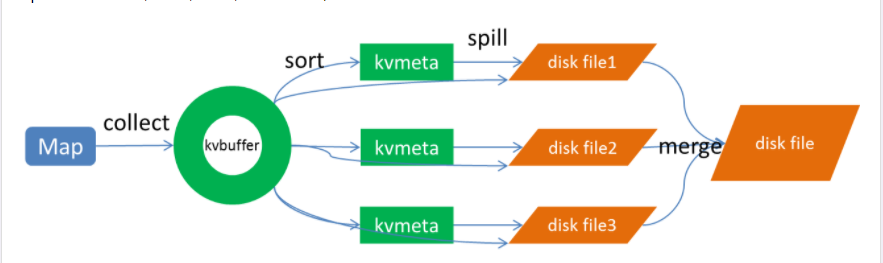 Map
collect
kvbuffer
sort
kvmeta
spill
disk file1
kvmeta
disk file2
kvmeta
disk file3
merge
disk file